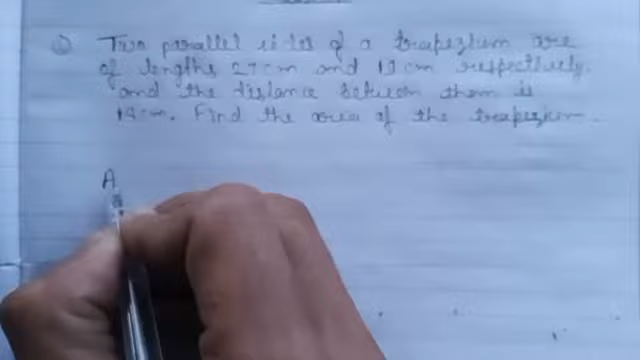 ① Two parallel sides of a trapezium are
of lengths 27cm and 19cm respectively.
and the distance between them is
14cm. Find the area of the trapezium.
A